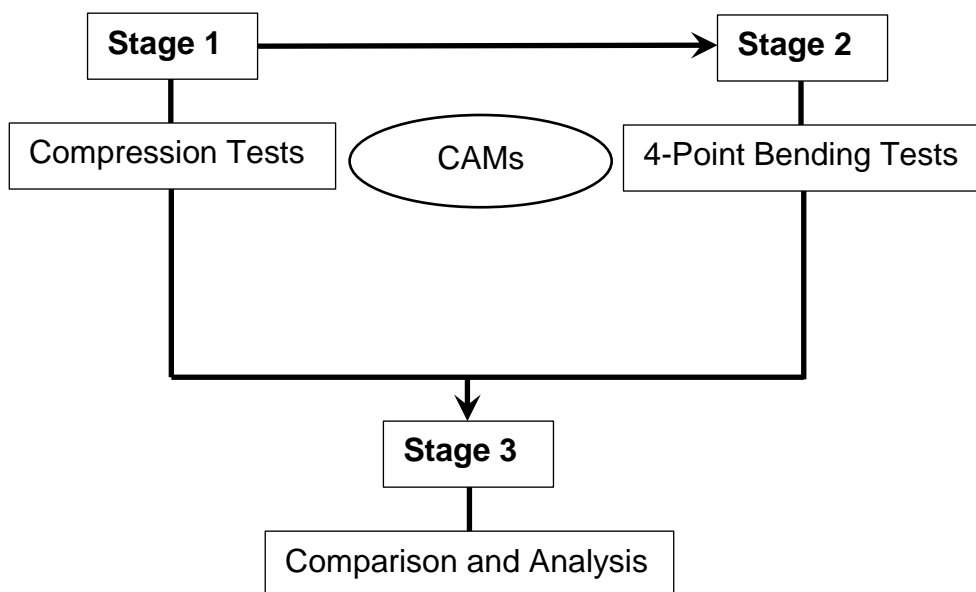 Stage 1
Stage 2
Compression Tests
CAMs
4-Point Bending Tests
Stage 3
Comparison and Analysis